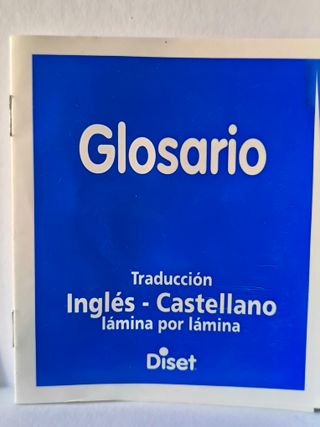 Glosario
Traducción
Inglés - Castellano
lámina por lámina
Diset